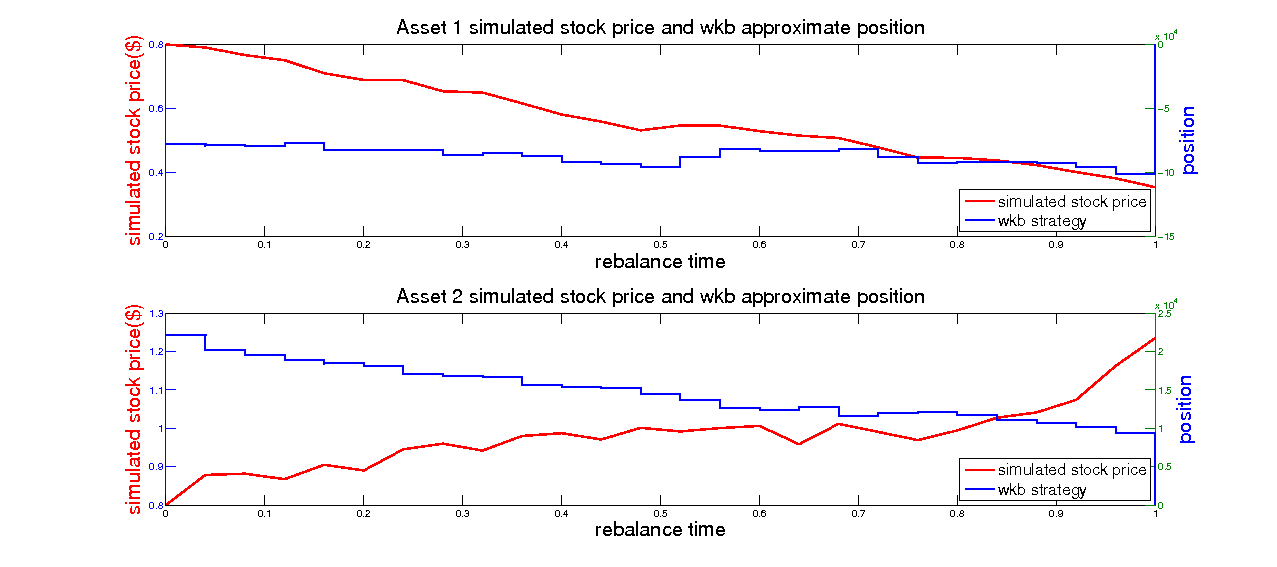 Asset 1 simulated stock price and wkb approximate position
x 10^4
simulated stock price($)
0.8
0.6
0.4
0.2
0
-5
-10
-15
position
simulated stock price
wkb strategy
0 0.1 0.2 0.3 0.4 0.5 0.6 0.7 0.8 0.9 1
rebalance time
Asset 2 simulated stock price and wkb approximate position
x 10^4
simulated stock price($)
1.3
1.2
1.1
1
0.9
0.8
2.5
2
1.5
1
0.5
0
position
simulated stock price
wkb strategy
0 0.1 0.2 0.3 0.4 0.5 0.6 0.7 0.8 0.9 1
rebalance time